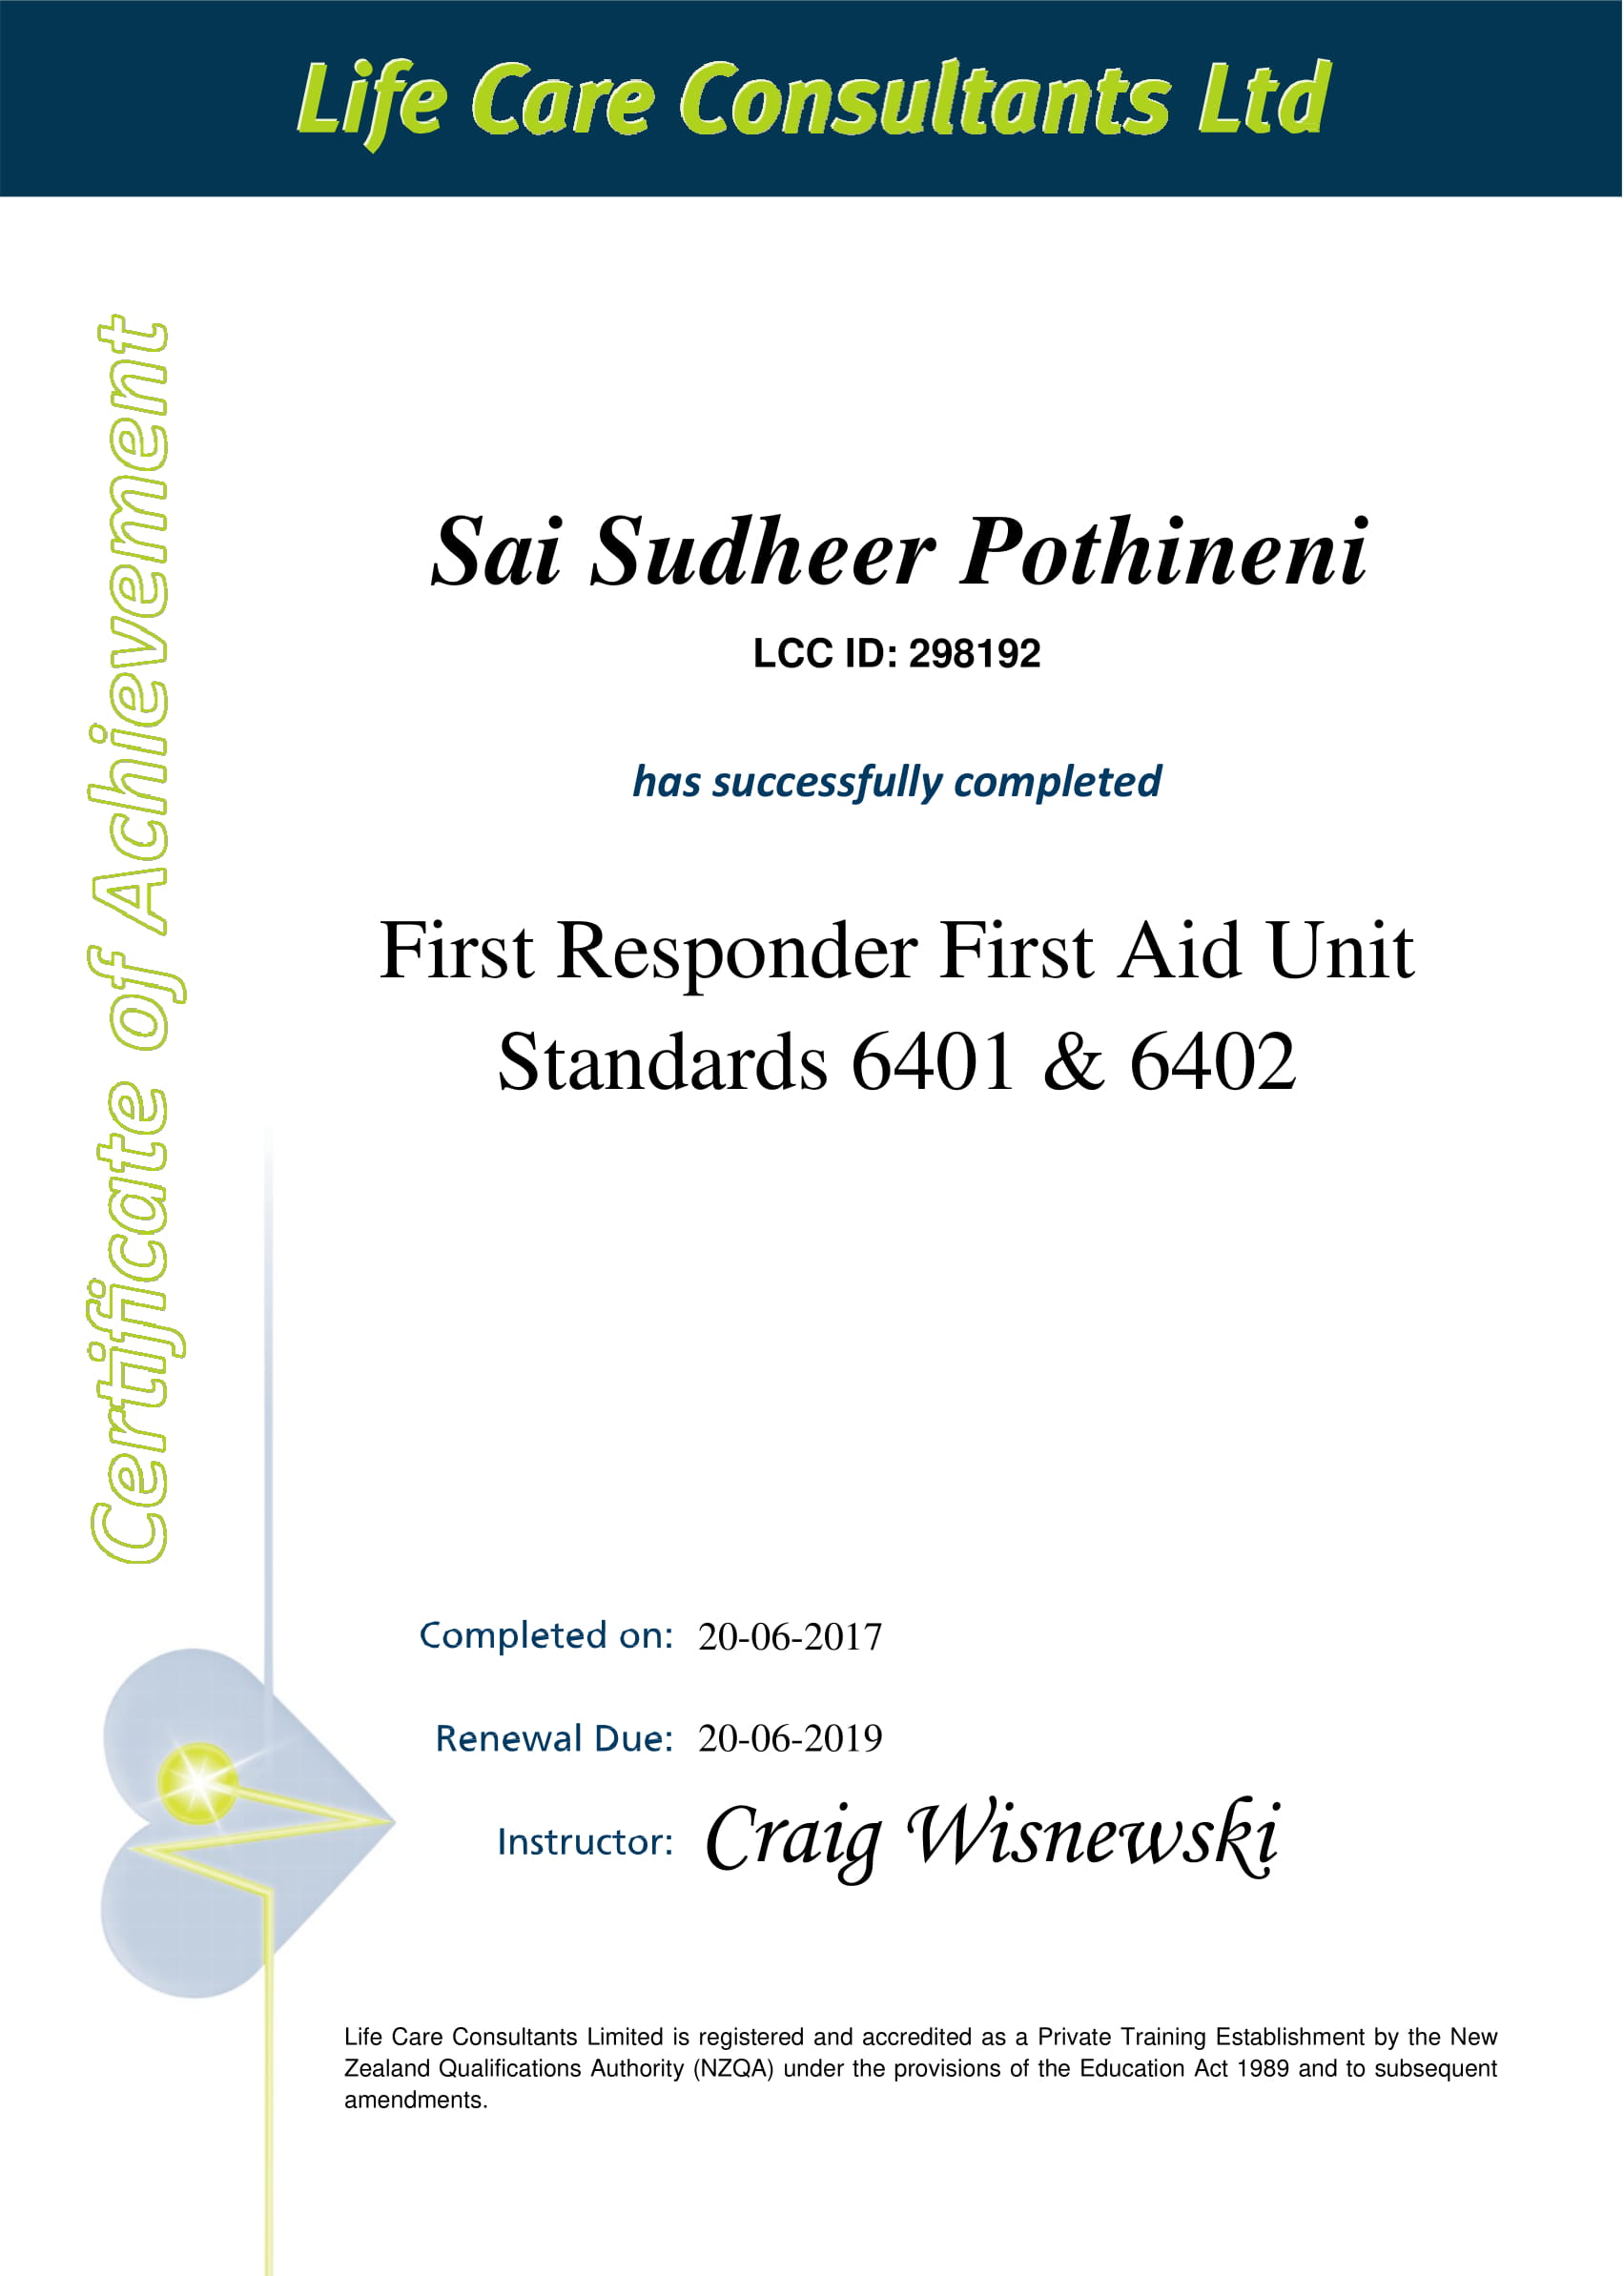 Life Care Consultants Ltd
Certificate of Achievement
Sai Sudheer Pothineni
LCC ID: 298192
has successfully completed
First Responder First Aid Unit
Standards 6401 & 6402
Completed on: 20-06-2017
Renewal Due: 20-06-2019
Instructor: Craig Wisnewski
Life Care Consultants Limited is registered and accredited as a Private Training Establishment by the New
Zealand Qualifications Authority (NZQA) under the provisions of the Education Act 1989 and to subsequent
amendments.